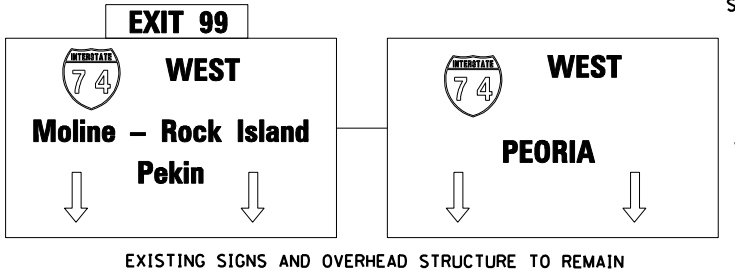 S
EXIT 99
INTERSTATE
74
WEST
Moline – Rock Island
Pekin
INTERSTATE
74
WEST
PEORIA
EXISTING SIGNS AND OVERHEAD STRUCTURE TO REMAIN